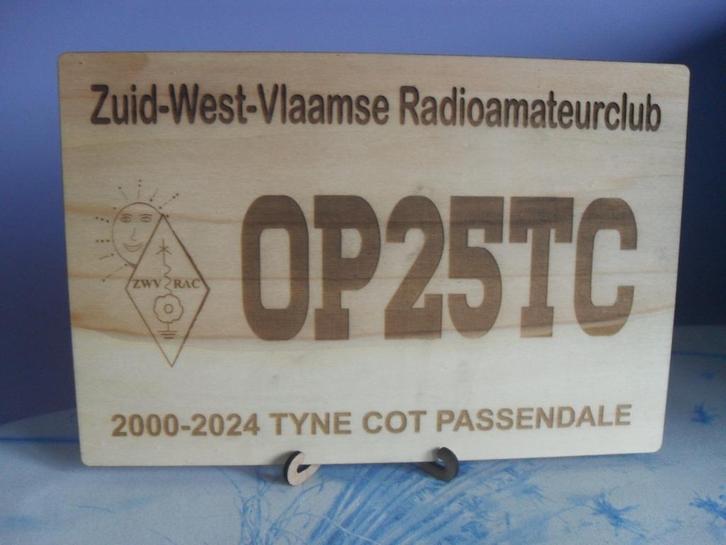 Zuid-West-Vlaamse Radioamateurclub
OP25TC
ZWV RAC
2000-2024 TYNE COT PASSENDALE